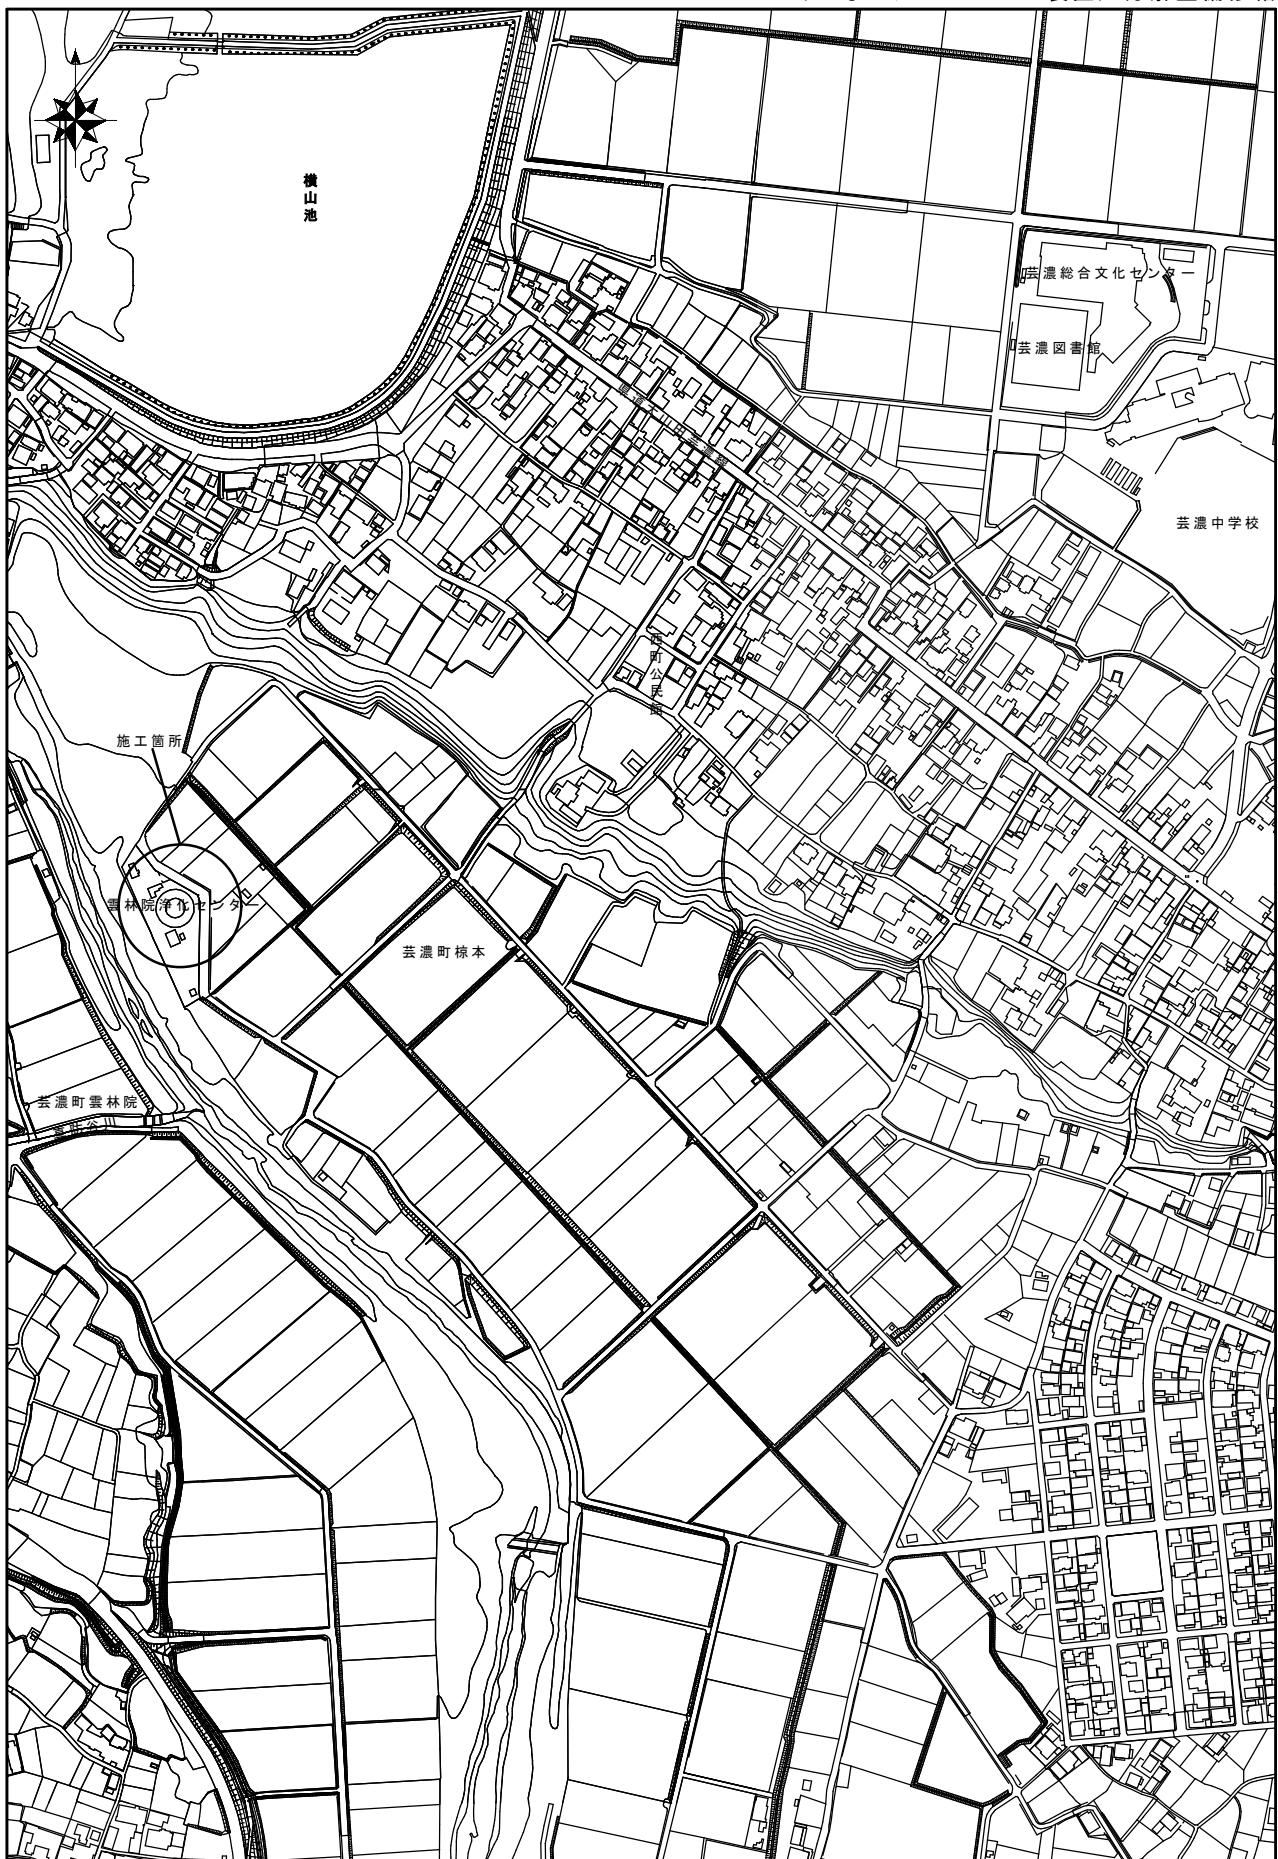 横山池
芸濃総合文化センター
芸濃図書館
芸濃中学校
西町公民館
施工箇所
雲林院浄化センター
芸濃町椋本
芸濃町雲林院